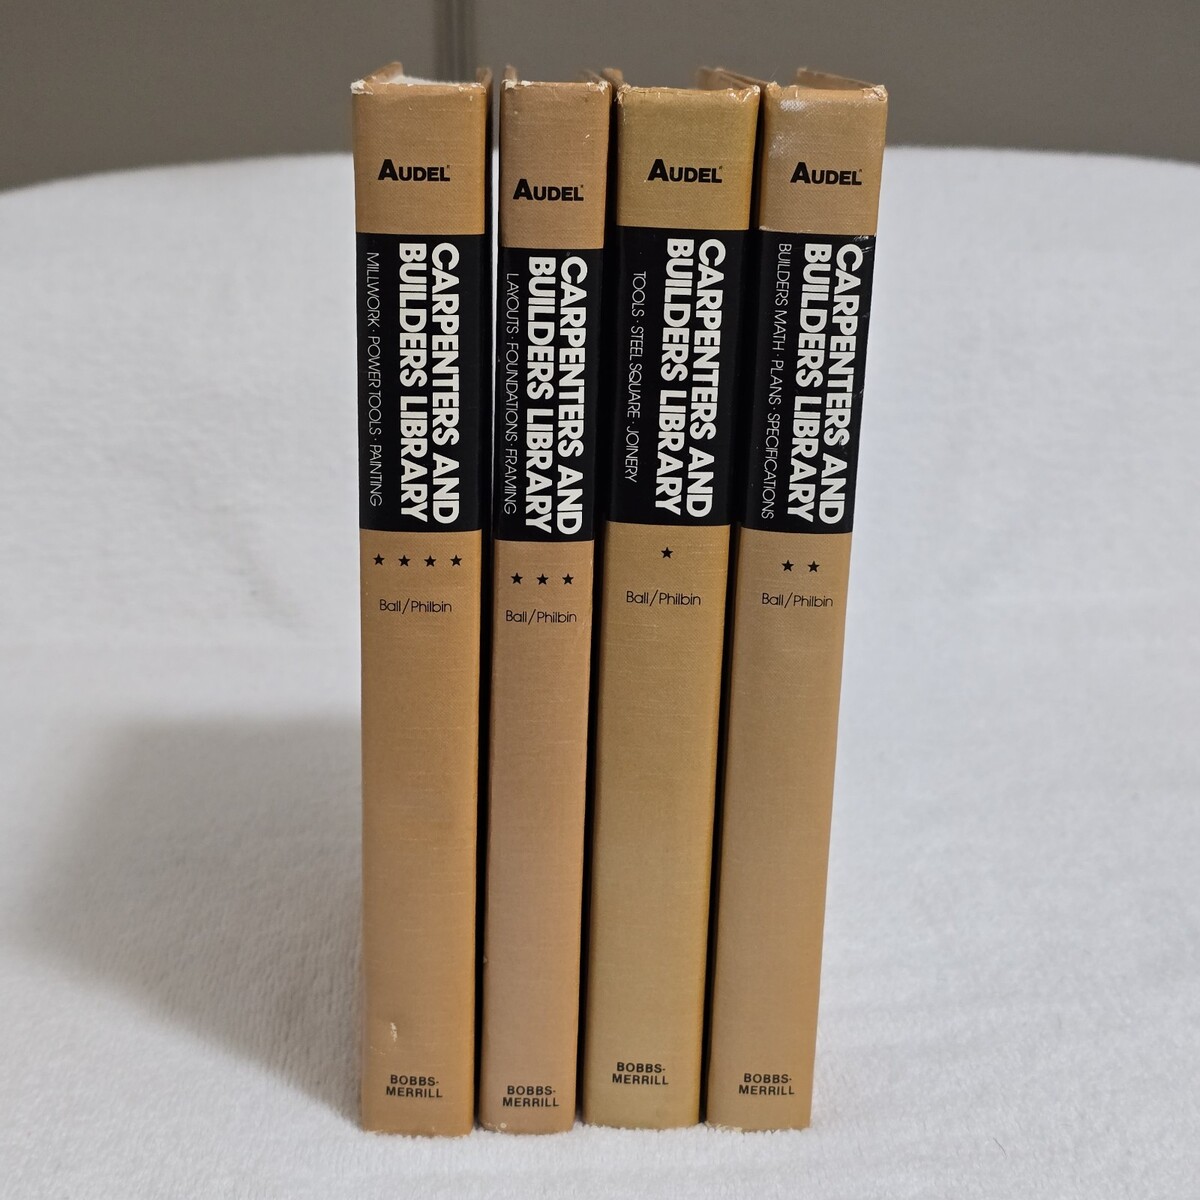 AUDEL®
CARPENTERS AND
BUILDERS LIBRARY
MILLWORK · POWER TOOLS · PAINTING
★ ★ ★ ★
Ball/Philbin
BOBBS-
MERRILL
AUDEL®
CARPENTERS AND
BUILDERS LIBRARY
LAYOUTS · FOUNDATIONS · FRAMING
★ ★ ★
Ball/Philbin
BOBBS-
MERRILL
AUDEL®
CARPENTERS AND
BUILDERS LIBRARY
TOOLS · STEEL SQUARE · JOINERY
★
Ball/Philbin
BOBBS-
MERRILL
AUDEL®
CARPENTERS AND
BUILDERS LIBRARY
BUILDERS MATH · PLANS · SPECIFICATIONS
★ ★
Ball/Philbin
BOBBS-
MERRILL